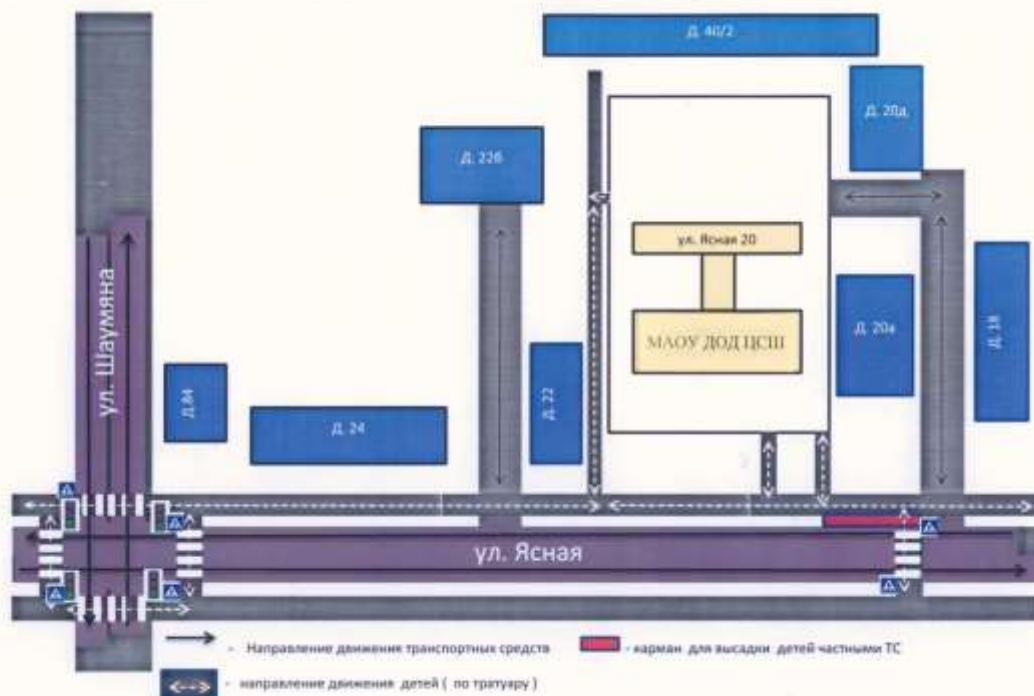 Д. 40/2
Д. 20д
Д. 22б
ул. Ясная 20
МАОУ ДОД ЦСШ
Д. 20а
Д. 18
ул. Шаумяна
Д.84
Д. 24
Д. 22
ул. Ясная
- Направление движения транспортных средств
- карман для высадки детей частными ТС
- направление движения детей ( по тратуару )